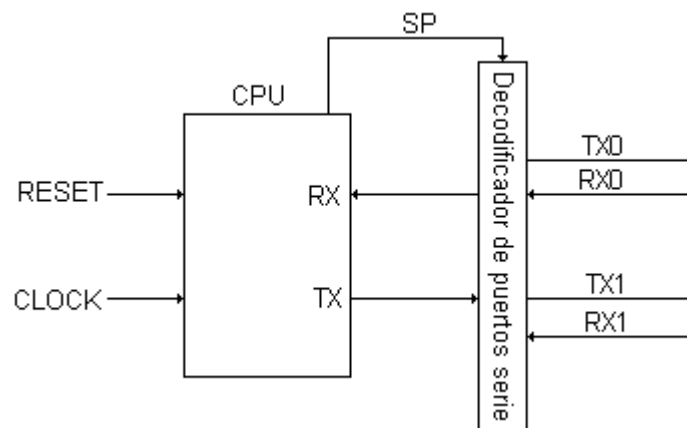 SP
CPU
Decodificador de puertos serie
TX0
RX0
RESET
RX
CLOCK
TX
TX1
RX1